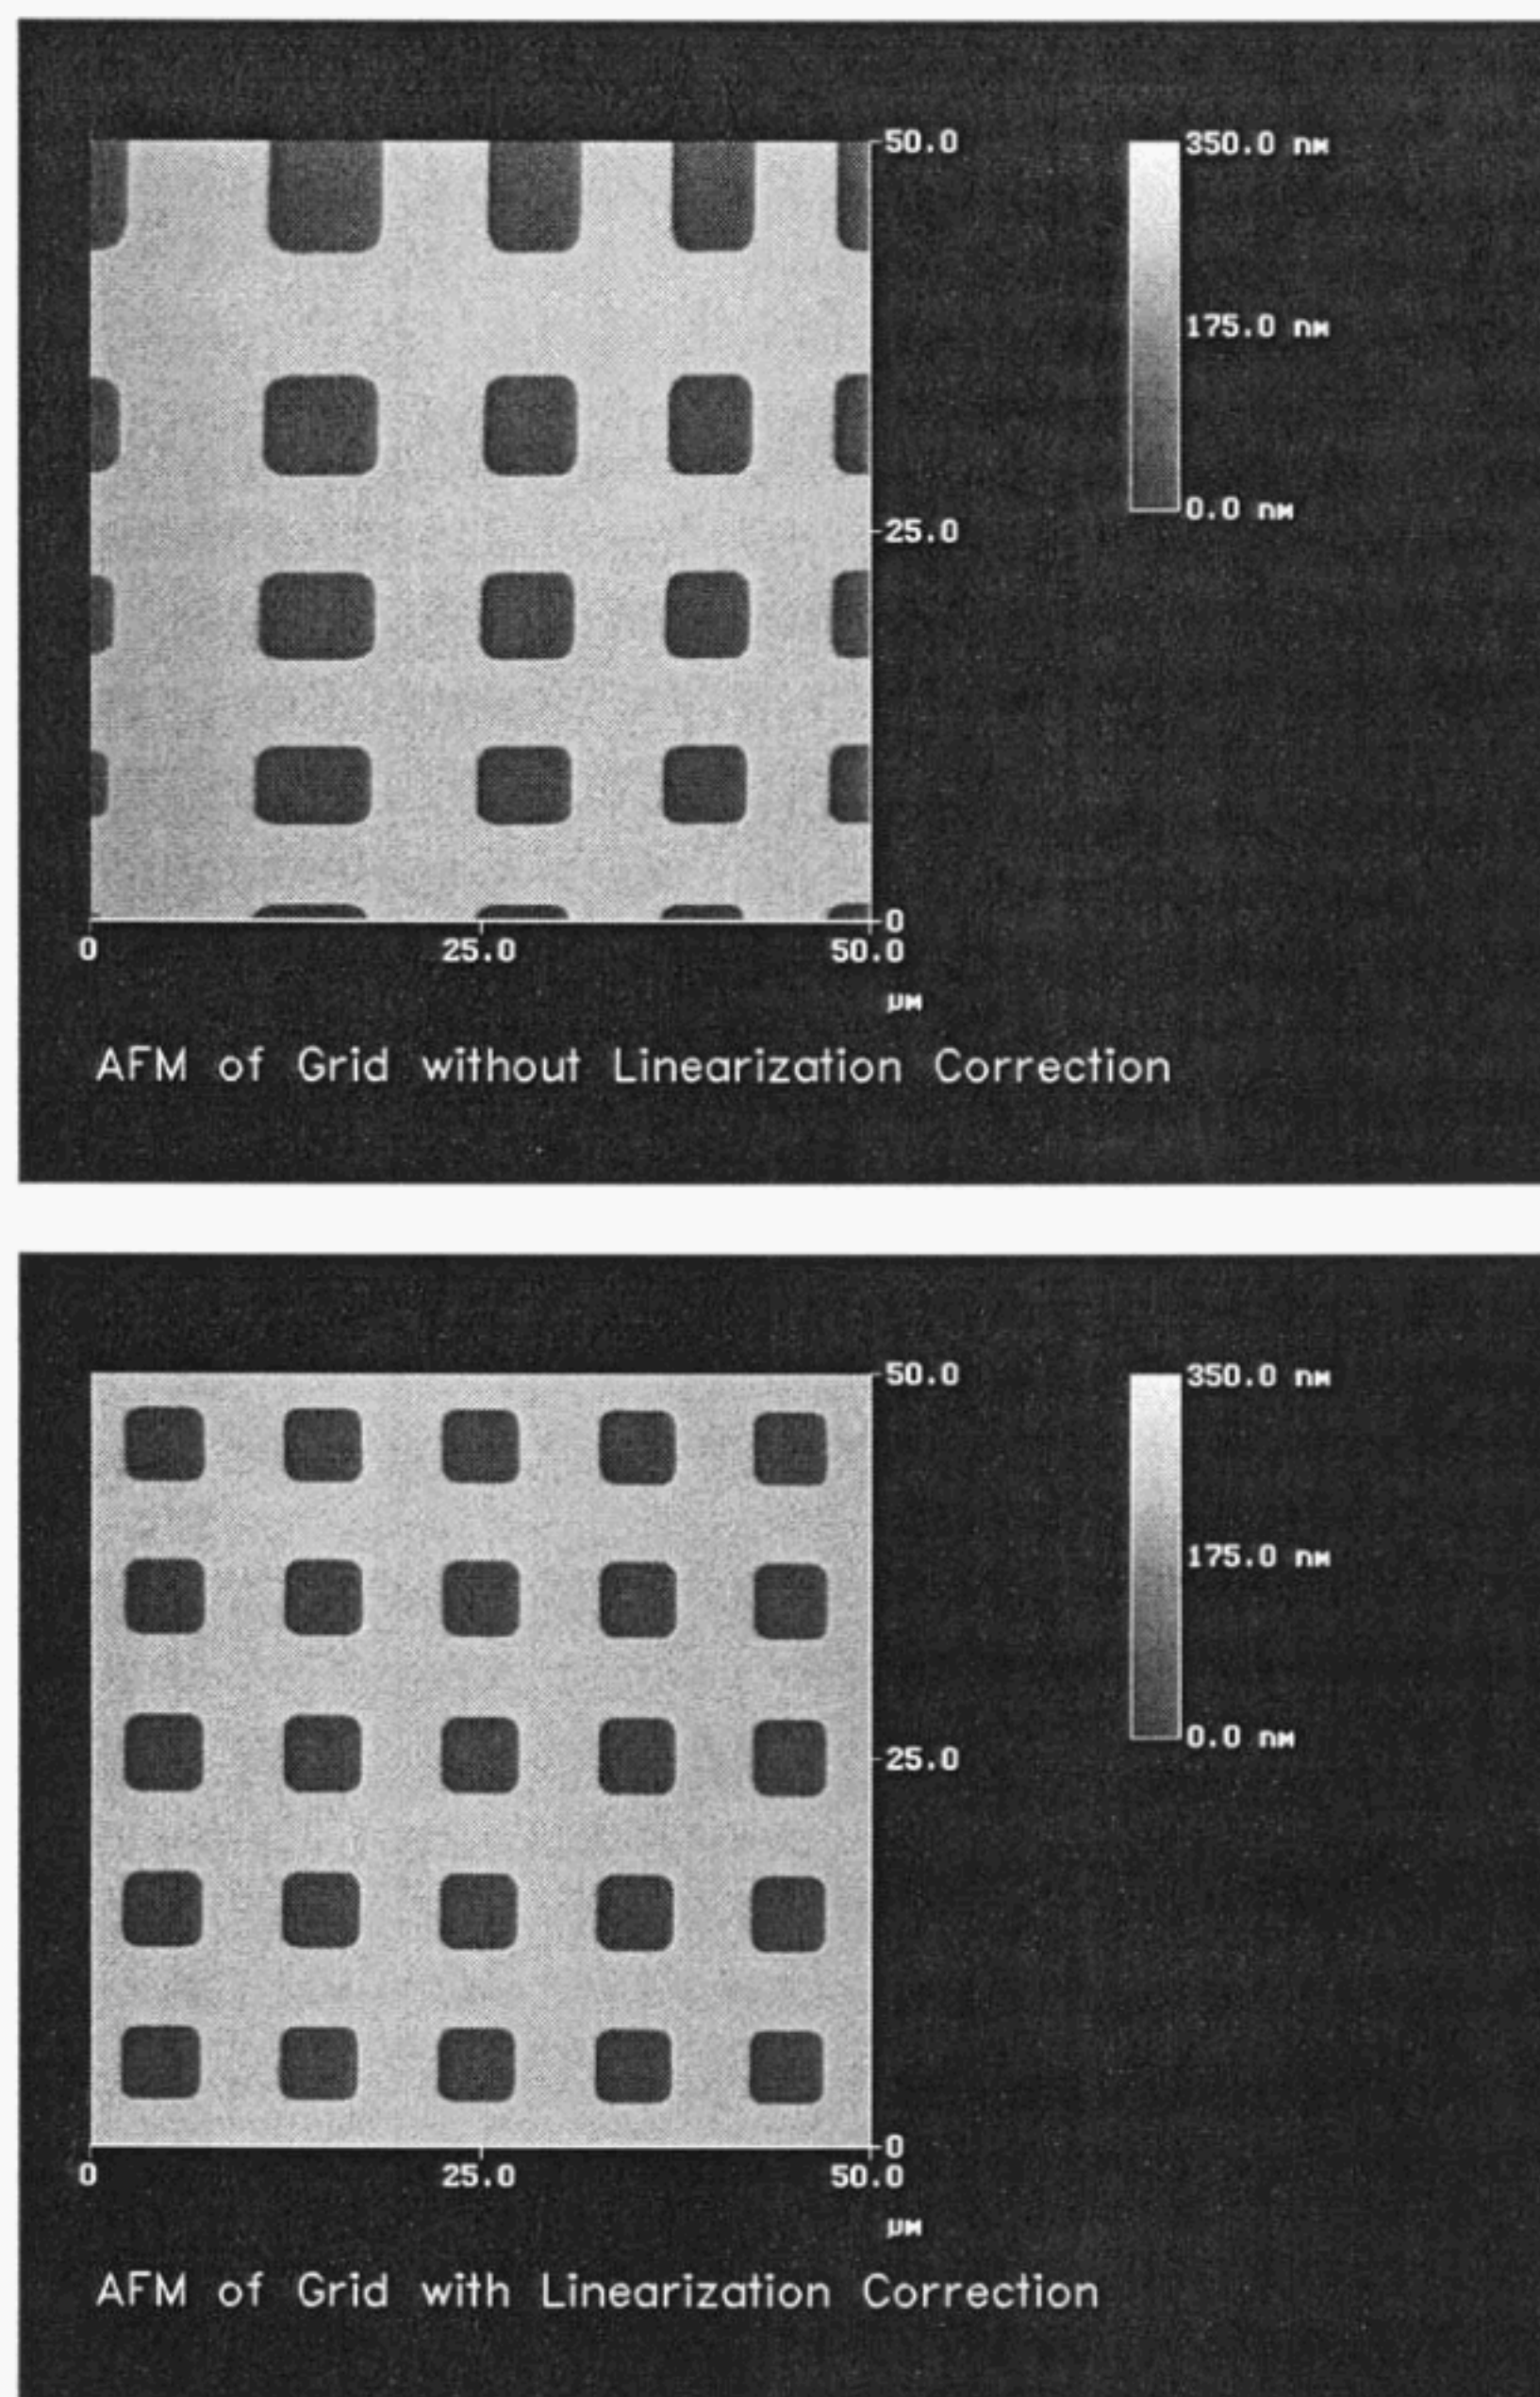 50.0
350.0 nM
175.0 nM
25.0
0.0 nM
0
0 25.0 50.0
µM
AFM of Grid without Linearization Correction
50.0
350.0 nM
175.0 nM
25.0
0.0 nM
0
0 25.0 50.0
µM
AFM of Grid with Linearization Correction